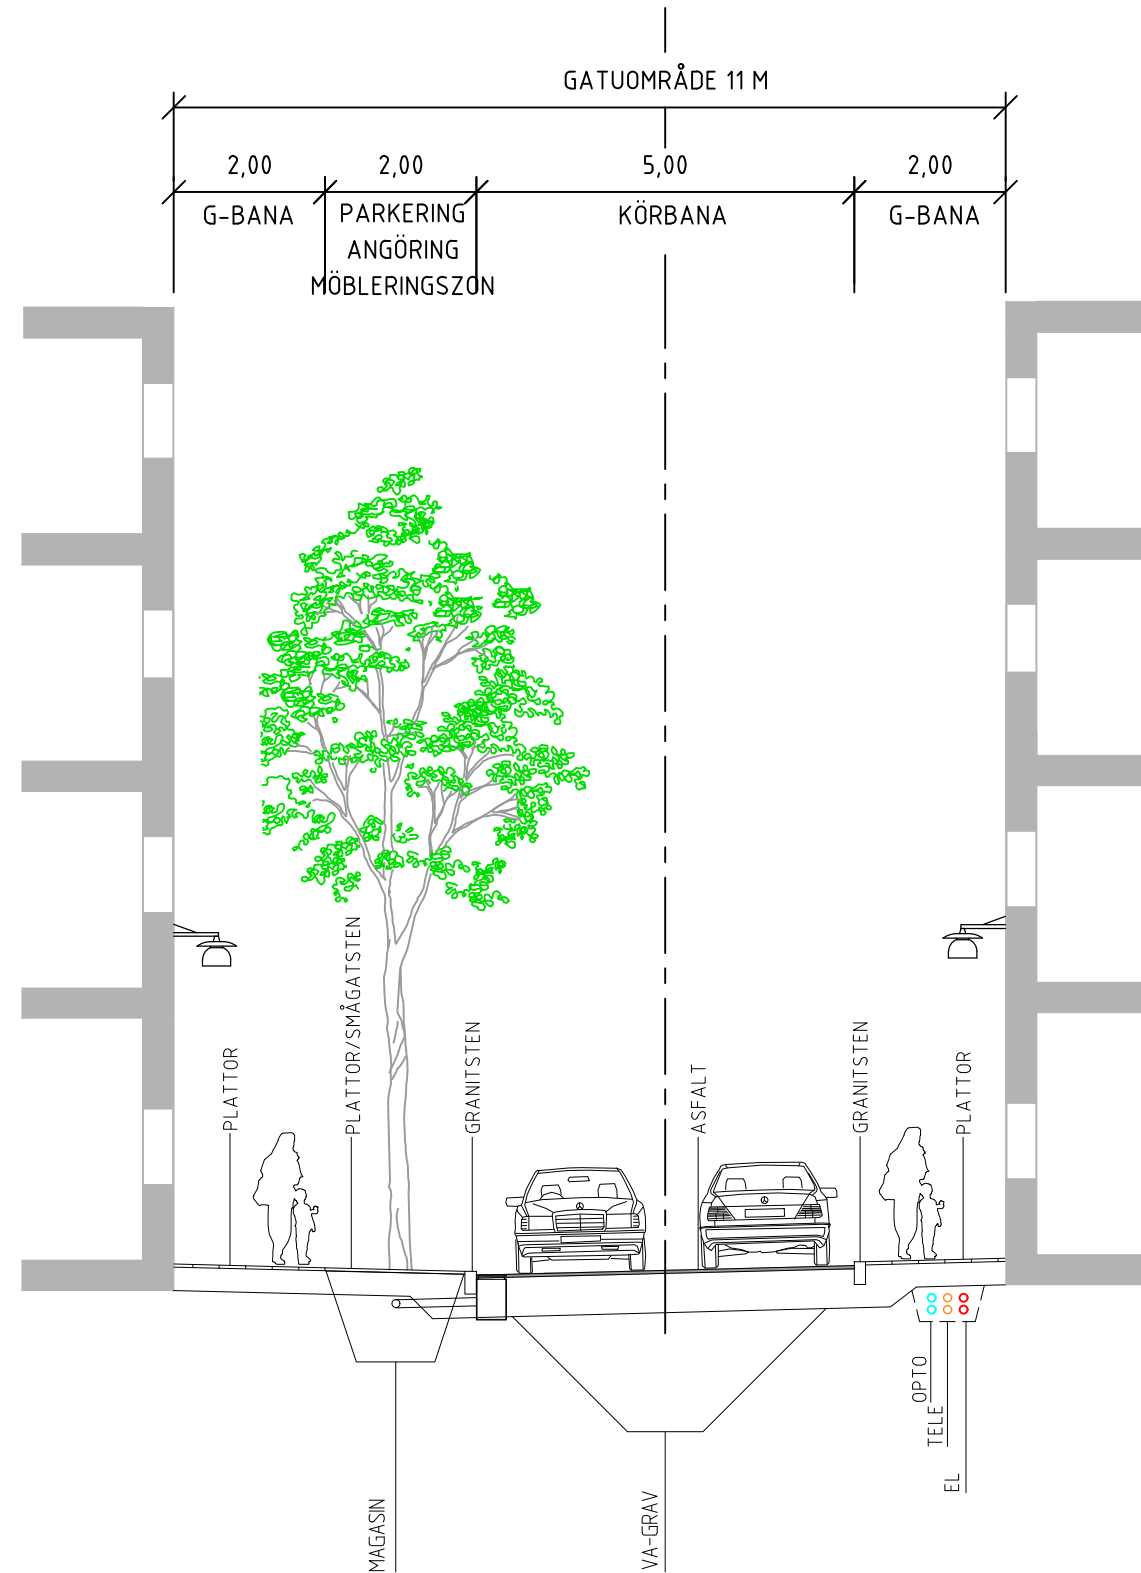 GATUOMRÅDE 11 M
2,00
2,00
5,00
2,00
G-BANA
PARKERING
ANGÖRING
MÖBLERINGSZON
KÖRBANA
G-BANA
PLATTOR
PLATTOR/SMÅGATSTEN
GRANITSTEN
ASFALT
GRANITSTEN
PLATTOR
OPTO
TELE
EL
MAGASIN
VA-GRAV